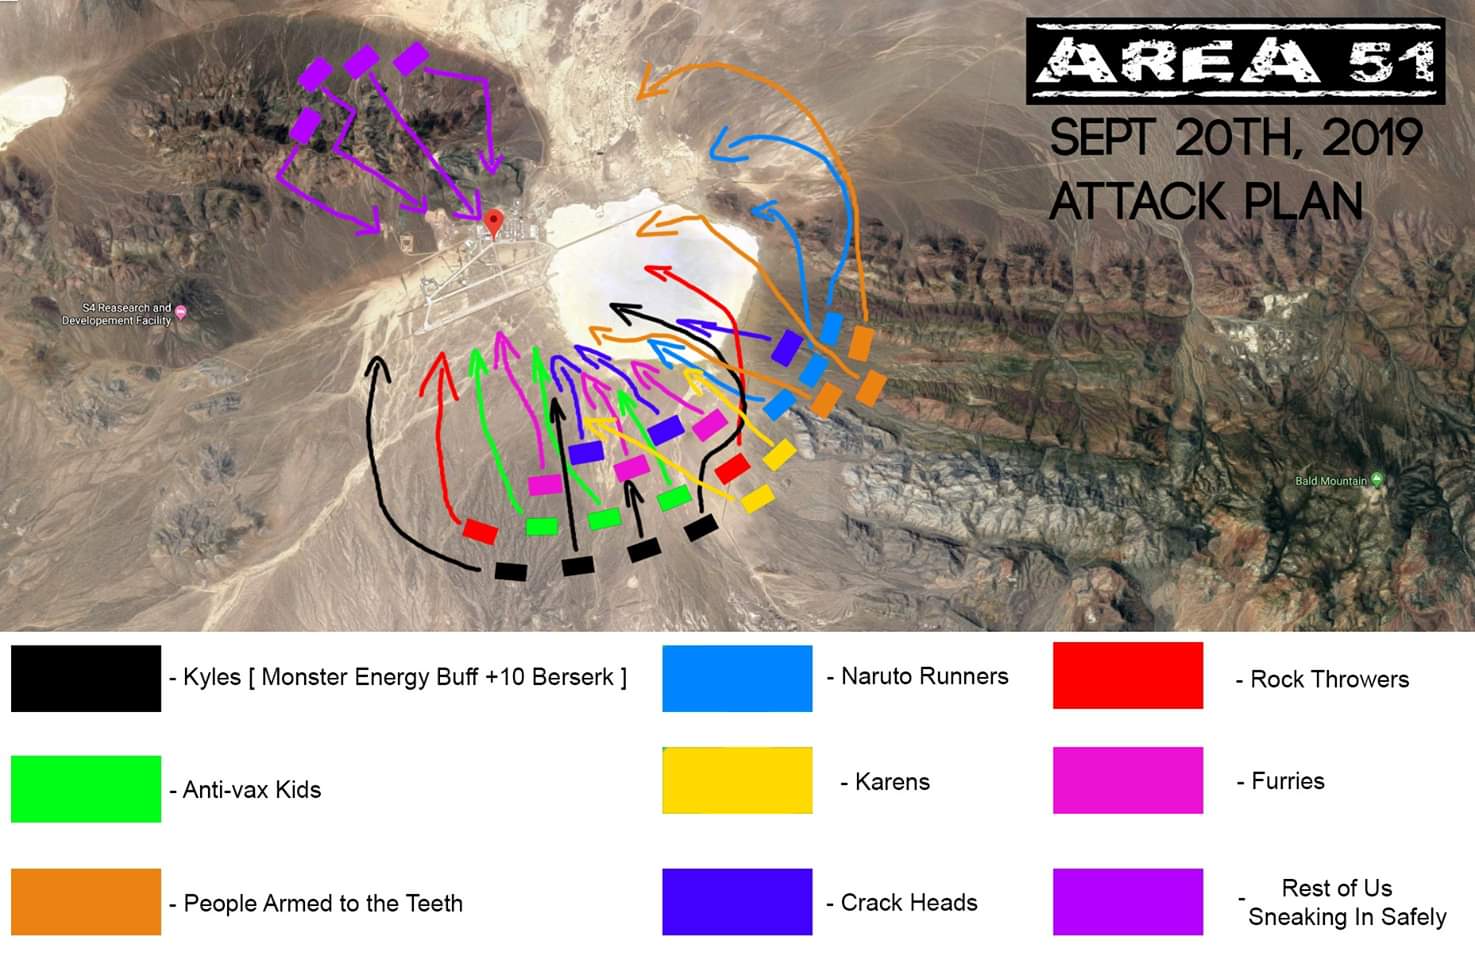 AREA 51
SEPT 20TH, 2019
ATTACK PLAN
S4 Reasearch and
Developement Facility
Bald Mountain
- Kyles [ Monster Energy Buff +10 Berserk ]
- Naruto Runners
- Rock Throwers
- Anti-vax Kids
- Karens
- Furries
- People Armed to the Teeth
- Crack Heads
- Rest of Us
Sneaking In Safely